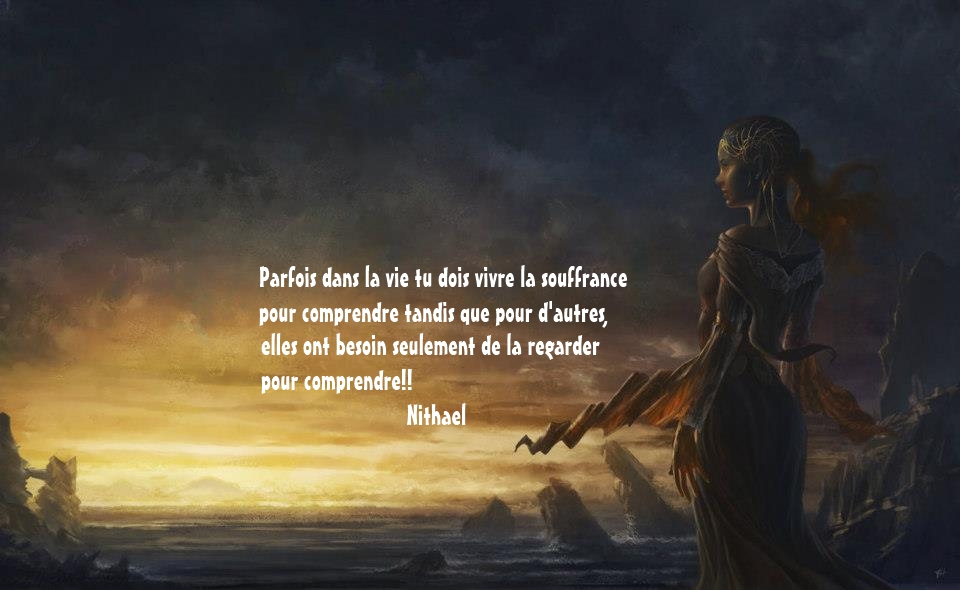 Parfois dans la vie tu dois vivre la souffrance
pour comprendre tandis que pour d'autres,
elles ont besoin seulement de la regarder
pour comprendre!!
Nithael